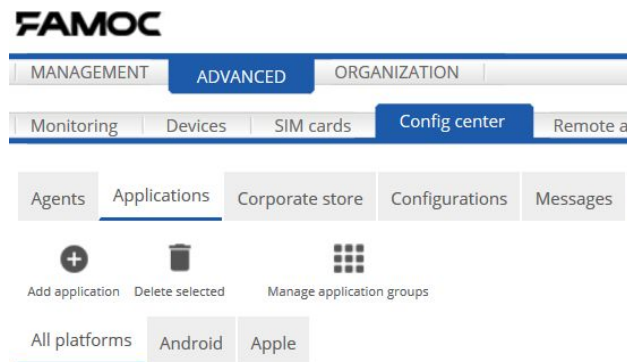 FAMOC
MANAGEMENT ADVANCED ORGANIZATION
Monitoring Devices SIM cards Config center Remote a
Agents Applications Corporate store Configurations Messages
Add application Delete selected Manage application groups
All platforms Android Apple